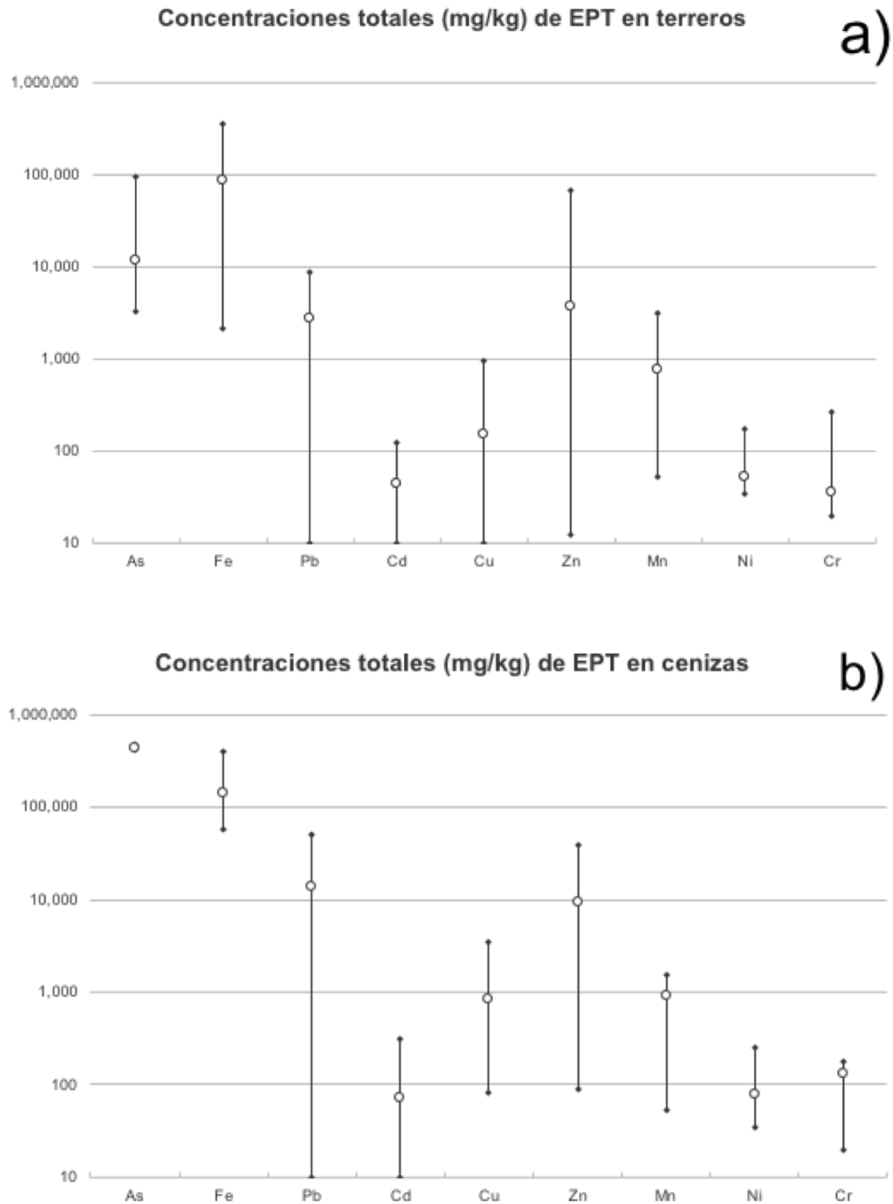 Concentraciones totales (mg/kg) de EPT en terreros
a)
1,000,000
100,000
10,000
1,000
100
10
As Fe Pb Cd Cu Zn Mn Ni Cr
Concentraciones totales (mg/kg) de EPT en cenizas
b)
1,000,000
100,000
10,000
1,000
100
10
As Fe Pb Cd Cu Zn Mn Ni Cr